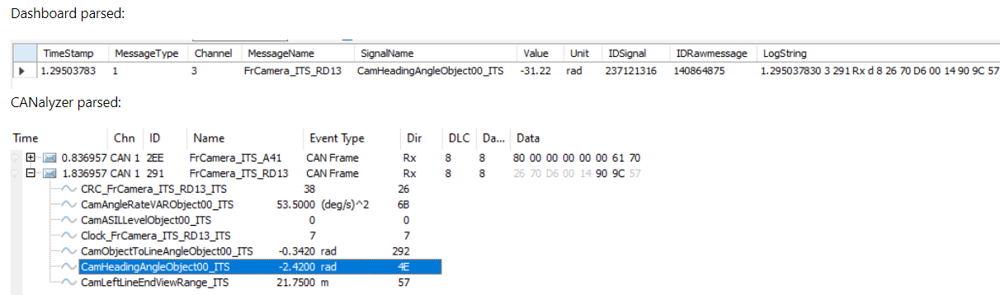 Dashboard parsed:
TimeStamp MessageType Channel MessageName SignalName Value Unit IDSignal IDRawmessage LogString
1.29503783 1 3 FrCamera_ITS_RD13 CamHeadingAngleObject00_ITS -31.22 rad 237121316 140864875 1.295037830 3 291 Rx d 8 26 70 D6 00 14 90 9C 57
CANalyzer parsed:
Time Chn ID Name Event Type Dir DLC Da... Data
0.836957 CAN 1 2EE FrCamera_ITS_A41 CAN Frame Rx 8 8 80 00 00 00 00 00 61 70
1.836957 CAN 1 291 FrCamera_ITS_RD13 CAN Frame Rx 8 8 26 70 D6 00 14 90 9C 57
CRC_FrCamera_ITS_RD13_ITS 38 26
CamAngleRateVARObject00_ITS 53.5000 (deg/s)^2 6B
CamASILLevelObject00_ITS 0 0
Clock_FrCamera_ITS_RD13_ITS 7 7
CamObjectToLineAngleObject00_ITS -0.3420 rad 292
CamHeadingAngleObject00_ITS -2.4200 rad 4E
CamLeftLineEndViewRange_ITS 21.7500 m 57